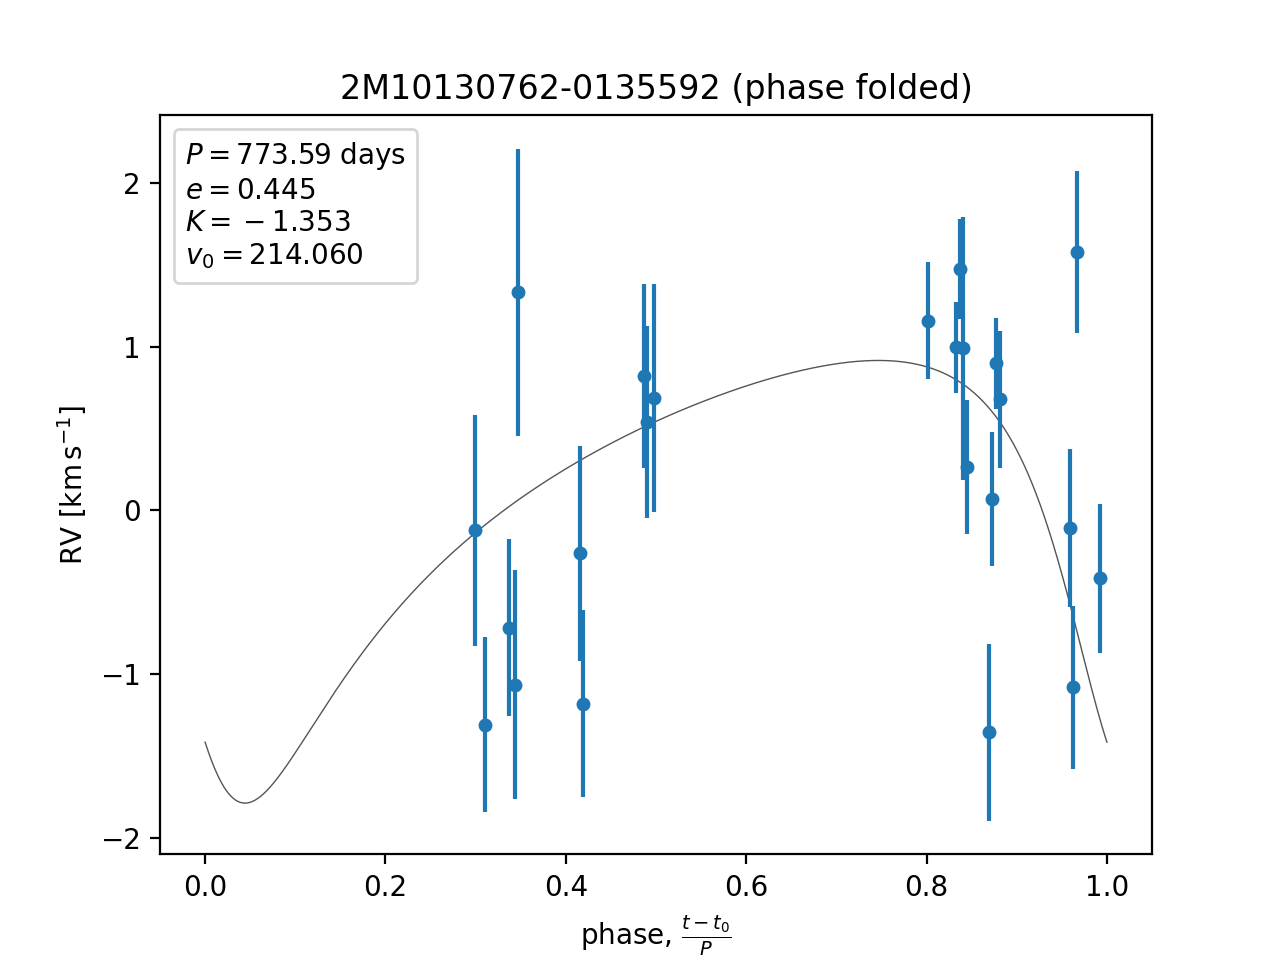 2M10130762-0135592 (phase folded)
P = 773.59 days
e = 0.445
K = −1.353
v₀ = 214.060
2
1
0
−1
−2
RV [km s⁻¹]
0.0 0.2 0.4 0.6 0.8 1.0
phase, (t − t₀)/P